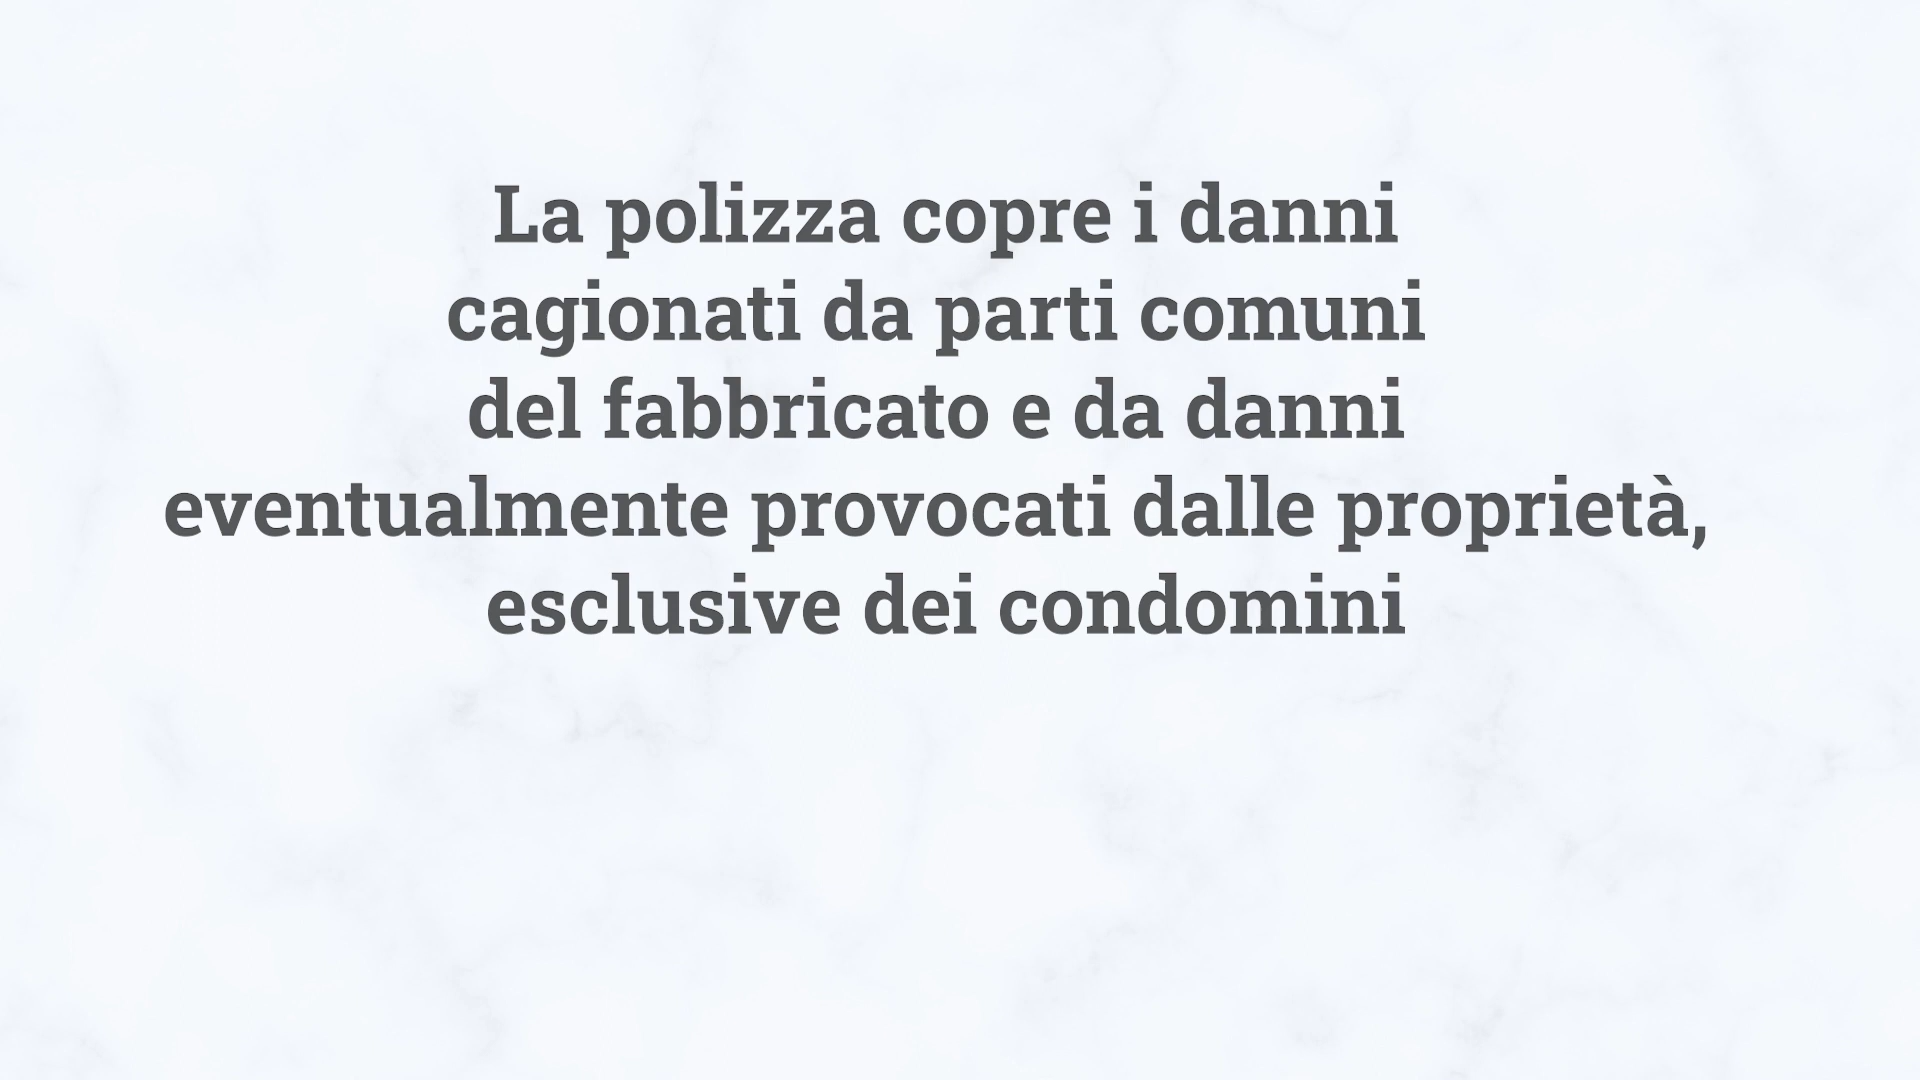 La polizza copre i danni
cagionati da parti comuni
del fabbricato e da danni
eventualmente provocati dalle proprietà,
esclusive dei condomini